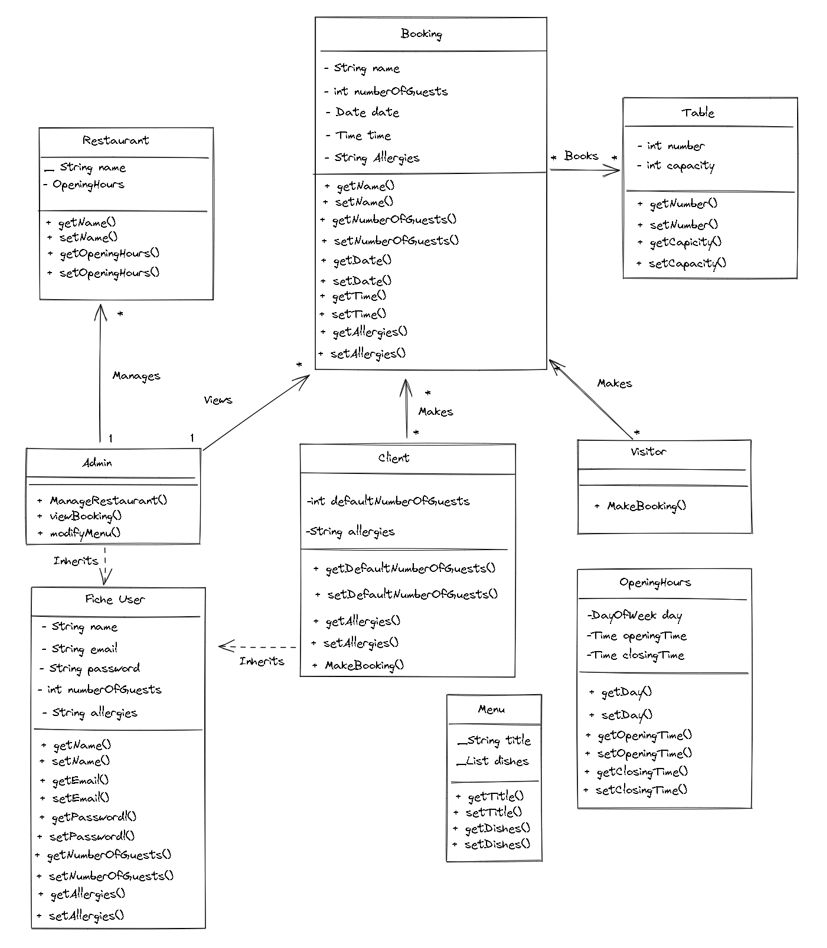 Booking
- String name
- int numberOfGuests
- Date date
- Time time
- String Allergies
+ getName()
+ setName()
+ getNumberOfGuests()
+ setNumberOfGuests()
+ getDate()
+ setDate()
+ getTime()
+ setTime()
+ getAllergies()
+ setAllergies()
* Books *
Table
- int number
- int capacity
+ getNumber()
+ setNumber()
+ getCapicity()
+ setCapacity()
Restaurant
_ String name
- OpeningHours
+ getName()
+ setName()
+ getOpeningHours()
+ setOpeningHours()
*
Manages
1
*
Views
1
*
Makes
*
*
Makes
*
Admin
+ ManageRestaurant()
+ viewBooking()
+ modifyMenu()
Inherits
Client
-int defaultNumberOfGuests
-String allergies
+ getDefaultNumberOfGuests()
+ setDefaultNumberOfGuests()
+ getAllergies()
+ setAllergies()
+ MakeBooking()
Inherits
Visitor
+ MakeBooking()
Fiche User
- String name
- String email
- String password
- int numberOfGuests
- String allergies
+ getName()
+ setName()
+ getEmail()
+ setEmail()
+ getPassword()
+ setPassword()
+ getNumberOfGuests()
+ setNumberOfGuests()
+ getAllergies()
+ setAllergies()
OpeningHours
-DayOfWeek day
-Time openingTime
-Time closingTime
+ getDay()
+ setDay()
+ getOpeningTime()
+ setOpeningTime()
+ getClosingTime()
+ setClosingTime()
Menu
_String title
_List dishes
+ getTitle()
+ setTitle()
+ getDishes()
+ setDishes()